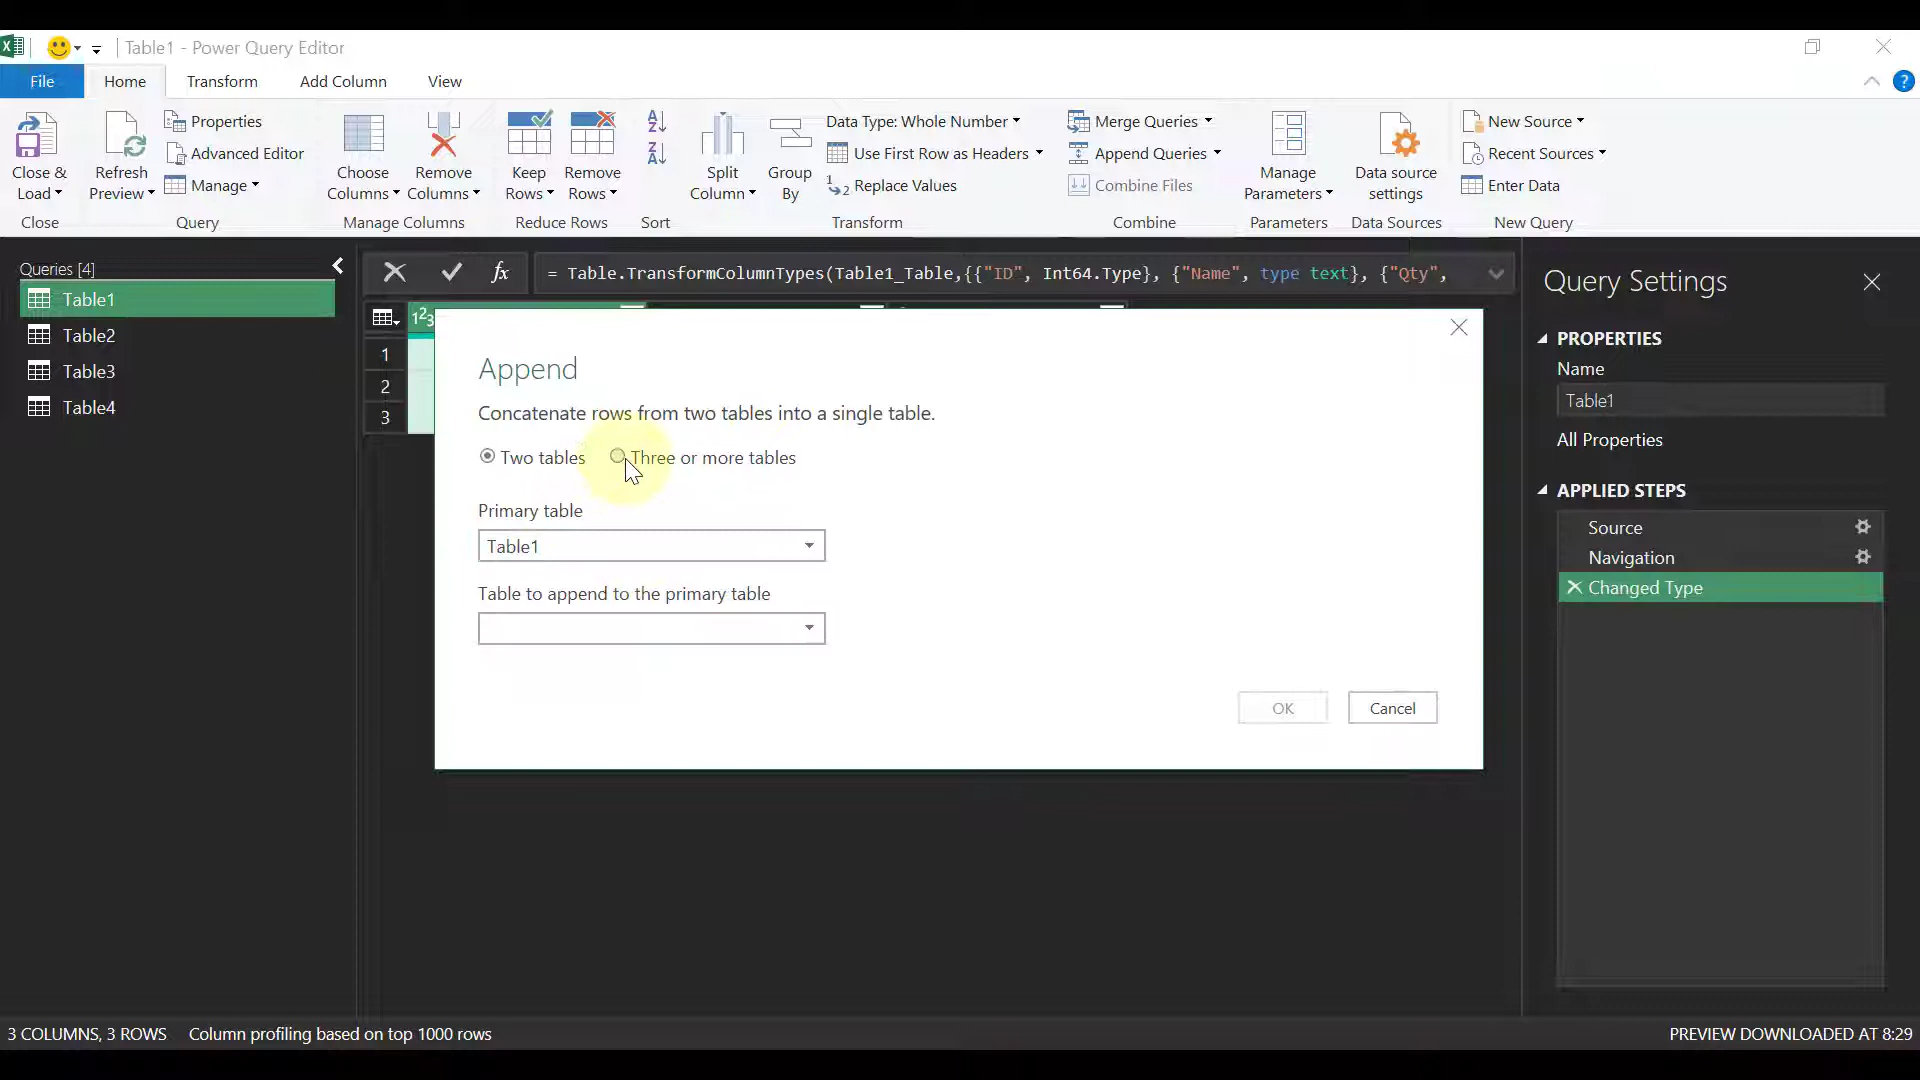 Table1 - Power Query Editor
File Home Transform Add Column View
?
Close & Load
Close
Refresh Preview
Properties
Advanced Editor
Manage
Query
Choose Columns
Remove Columns
Manage Columns
Keep Rows
Remove Rows
Reduce Rows
A Z
Z A
Sort
Split Column
Group By
Data Type: Whole Number
Use First Row as Headers
1 2 Replace Values
Transform
Merge Queries
Append Queries
Combine Files
Combine
Manage Parameters
Parameters
Data source settings
Data Sources
New Source
Recent Sources
Enter Data
New Query
Queries [4]
Table1
Table2
Table3
Table4
fx
= Table.TransformColumnTypes(Table1_Table,{{"ID", Int64.Type}, {"Name", type text}, {"Qty",
123
1
2
3
Append
Concatenate rows from two tables into a single table.
Two tables Three or more tables
Primary table
Table1
Table to append to the primary table
OK Cancel
Query Settings
PROPERTIES
Name
Table1
All Properties
APPLIED STEPS
Source
Navigation
Changed Type
3 COLUMNS, 3 ROWS Column profiling based on top 1000 rows
PREVIEW DOWNLOADED AT 8:29